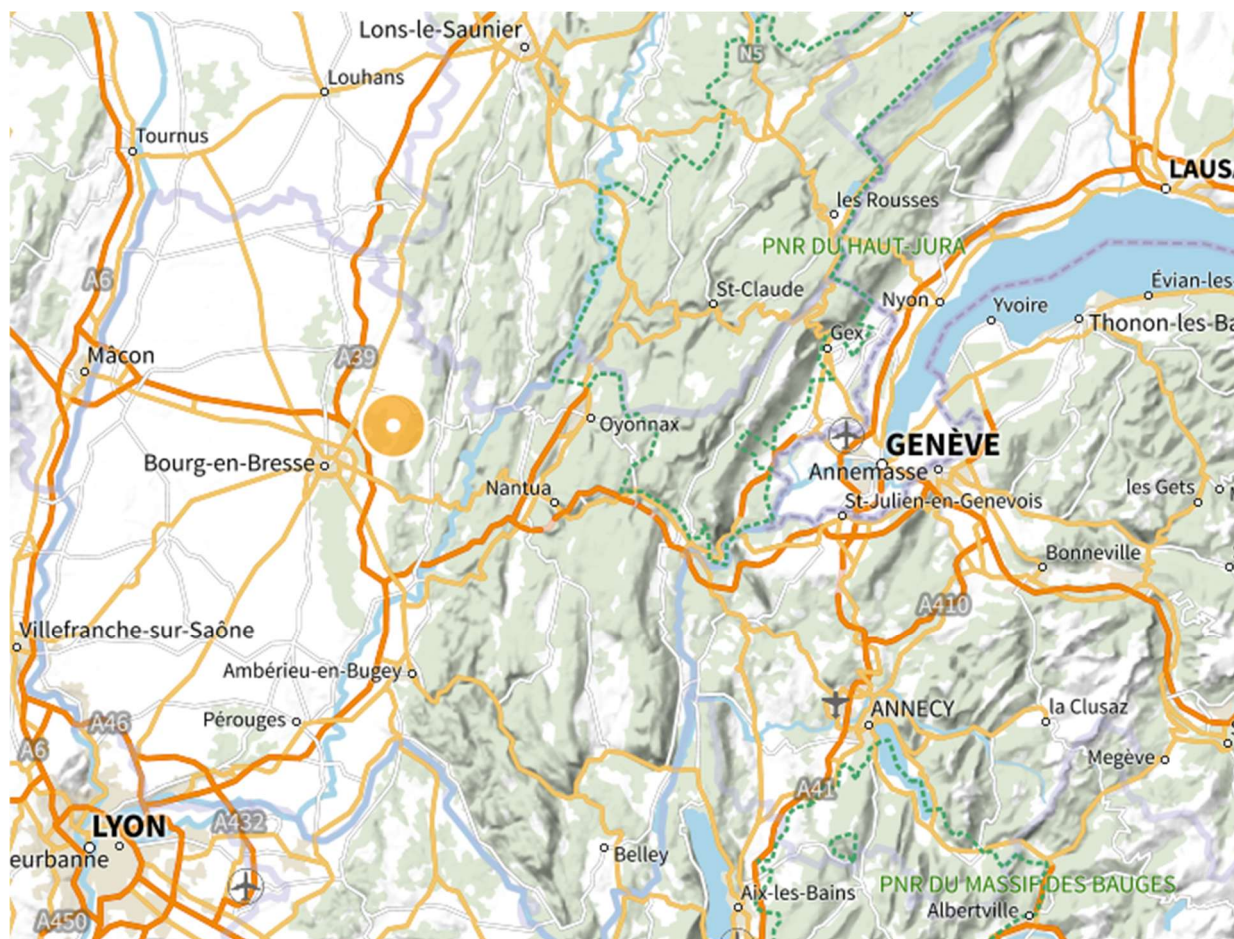 Lons-le-Saunier
N5
Louhans
Tournus
LAUSA
les Rousses
PNR DU HAUT-JURA
A6
St-Claude
Évian-les-
Nyon
Yvoire
Thonon-les-Ba
Gex
Mâcon
A39
Oyonnax
GENÈVE
Bourg-en-Bresse
Annemasse
Nantua
St-Julien-en-Genevois
les Gets
Bonneville
A410
Villefranche-sur-Saône
Ambérieu-en-Bugey
Pérouges
ANNECY
la Clusaz
A46
A6
Megève
A41
LYON
A432
eurbanne
Belley
Aix-les-Bains
PNR DU MASSIF DES BAUGES
Albertville
A450